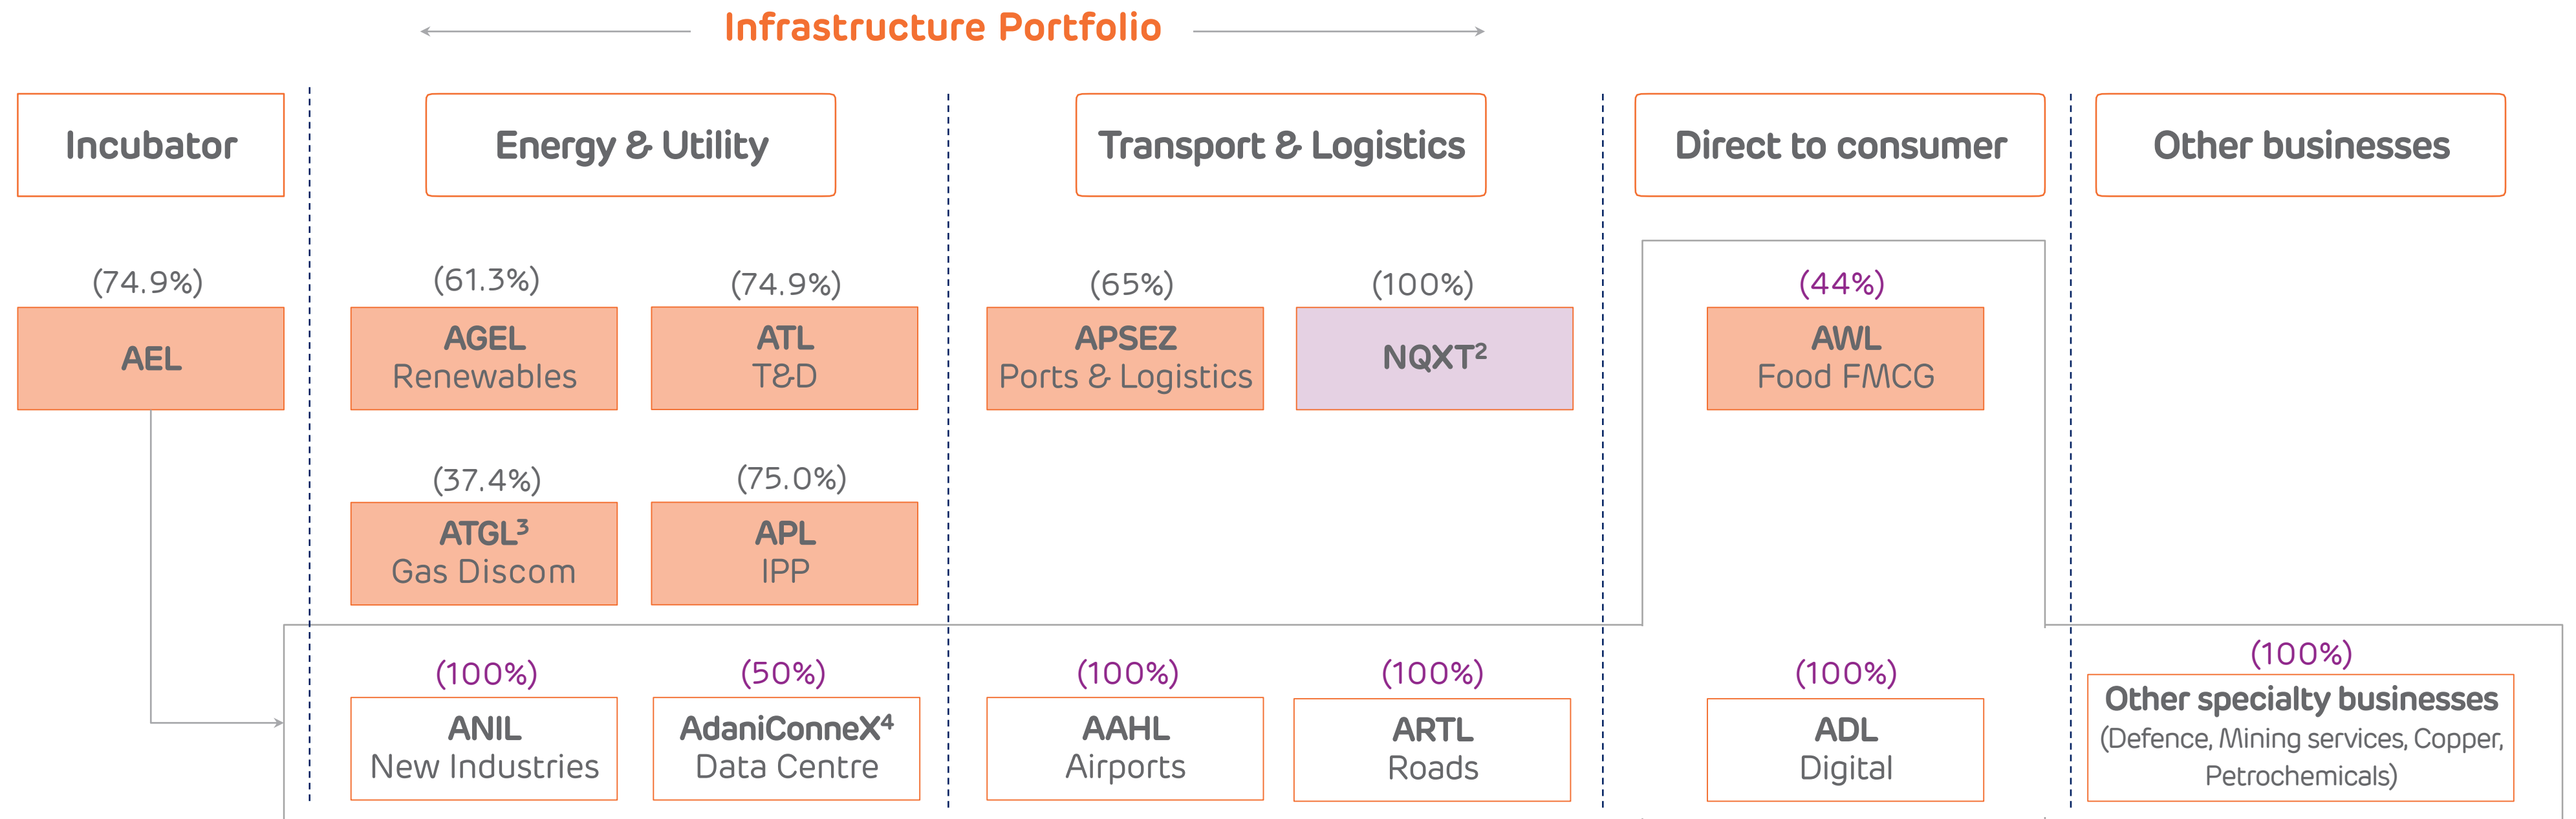 Infrastructure Portfolio
Incubator
Energy & Utility
Transport & Logistics
Direct to consumer
Other businesses
(74.9%)
AEL
(61.3%)
AGEL
Renewables
(74.9%)
ATL
T&D
(65%)
APSEZ
Ports & Logistics
(100%)
NQXT²
(44%)
AWL
Food FMCG
(37.4%)
ATGL³
Gas Discom
(75.0%)
APL
IPP
(100%)
ANIL
New Industries
(50%)
AdaniConneX⁴
Data Centre
(100%)
AAHL
Airports
(100%)
ARTL
Roads
(100%)
ADL
Digital
(100%)
Other specialty businesses
(Defence, Mining services, Copper,
Petrochemicals)